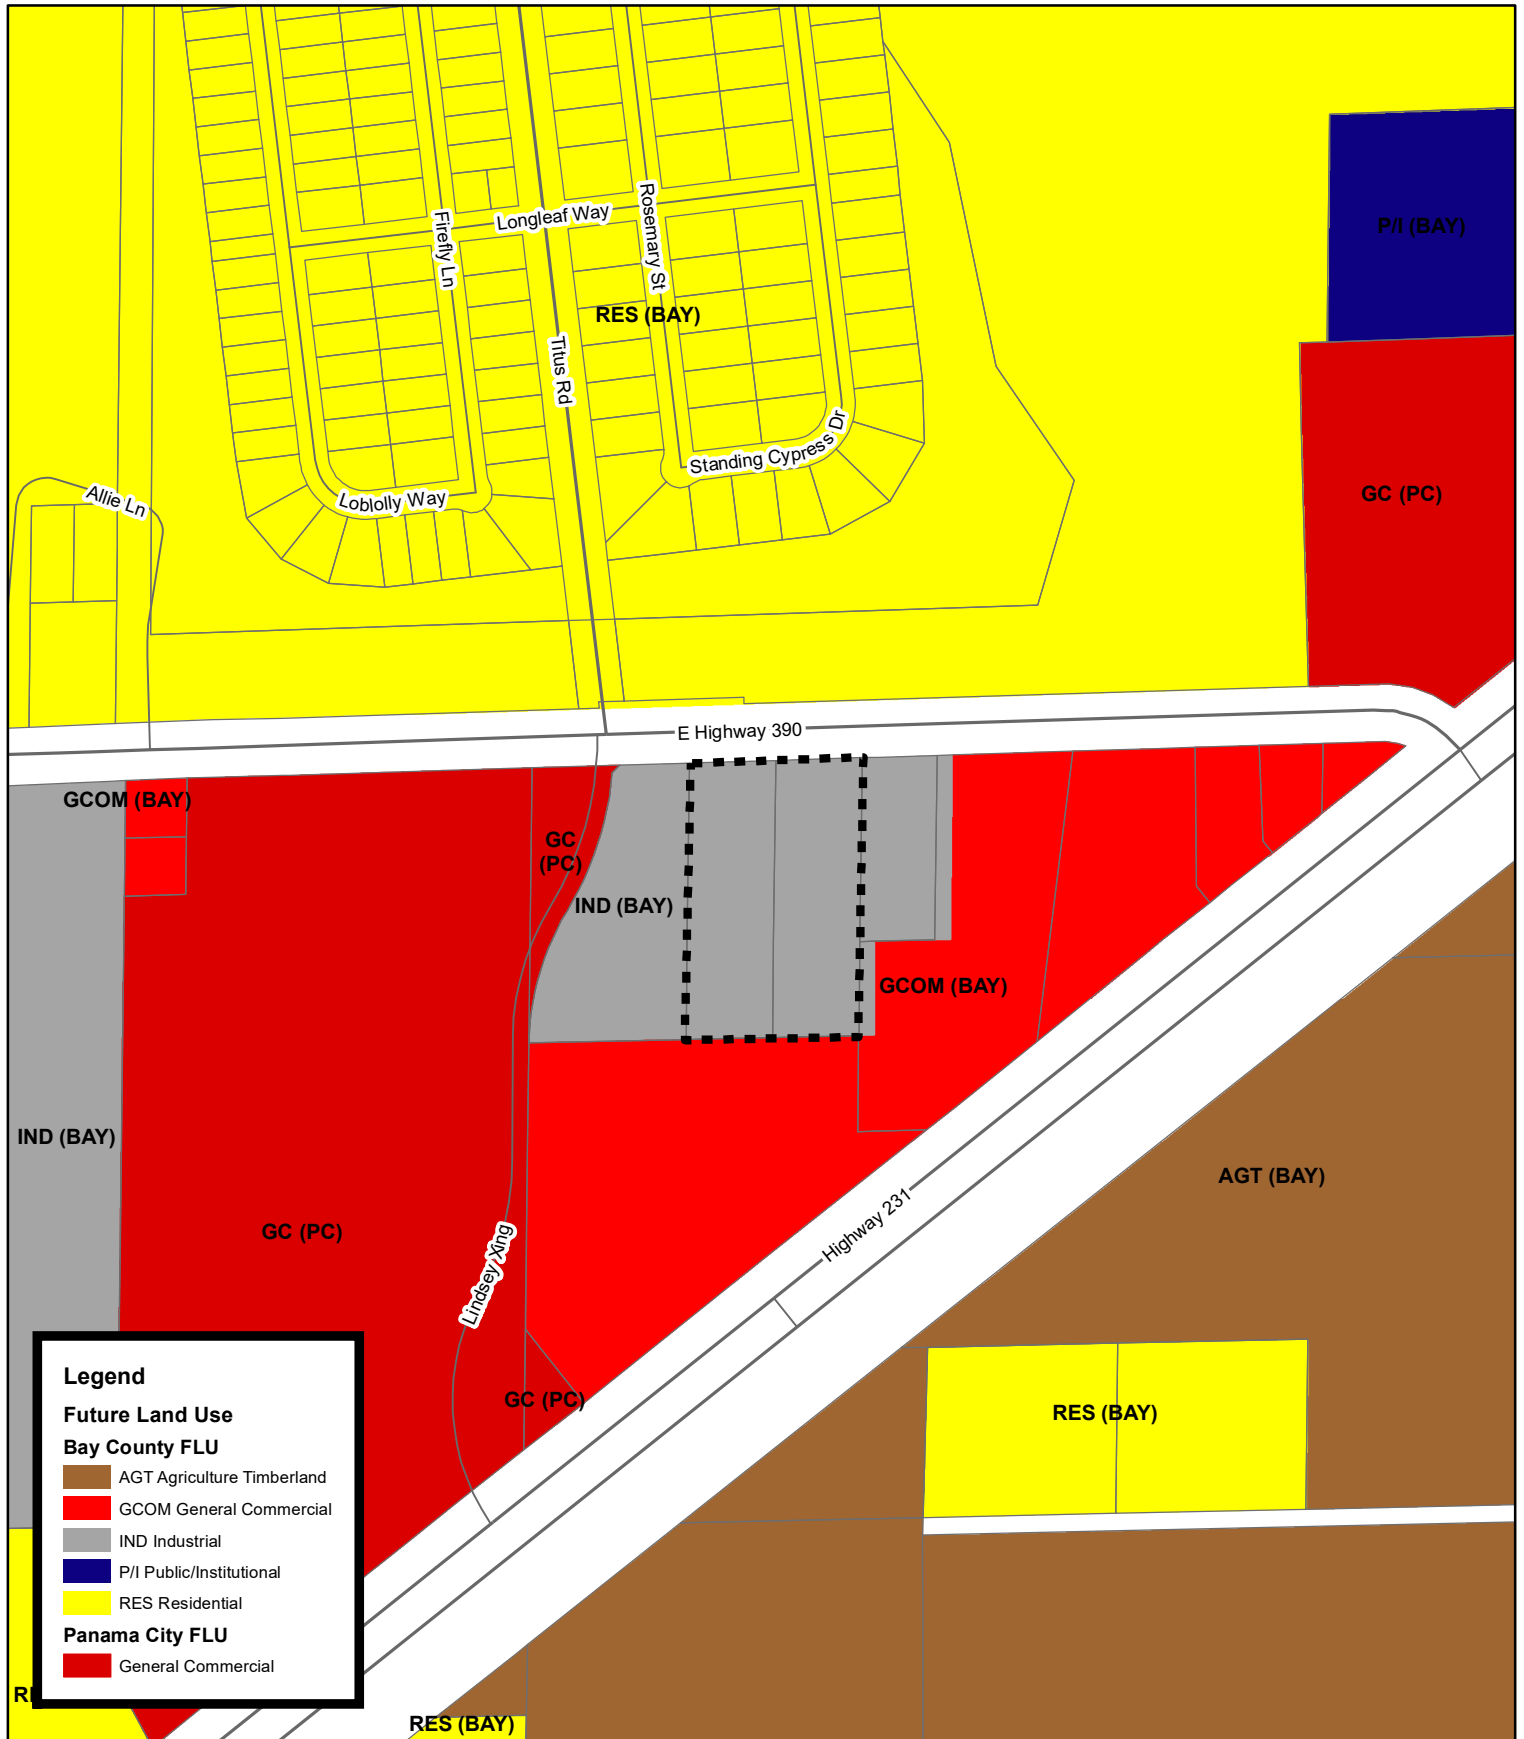 P/I (BAY)
Longleaf Way
Rosemary St
Firefly Ln
RES (BAY)
Titus Rd
Standing Cypress Dr
GC (PC)
Allie Ln
Loblolly Way
E Highway 390
GCOM (BAY)
GC
(PC)
IND (BAY)
GCOM (BAY)
IND (BAY)
AGT (BAY)
GC (PC)
Highway 231
Lindsey Xing
GC (PC)
RES (BAY)
Legend
Future Land Use
Bay County FLU
AGT Agriculture Timberland
GCOM General Commercial
IND Industrial
P/I Public/Institutional
RES Residential
Panama City FLU
General Commercial
RES (BAY)